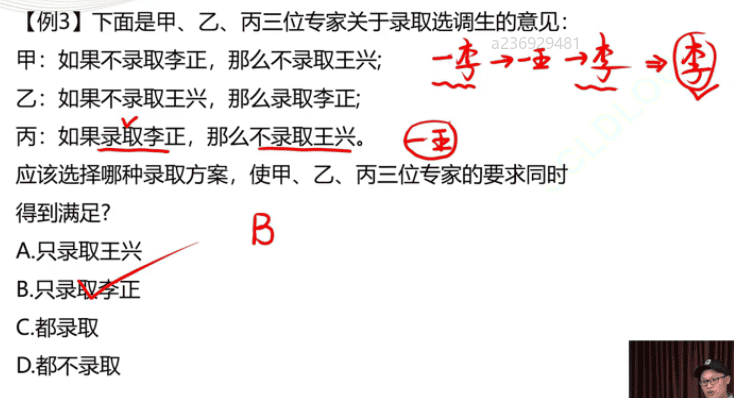 【例3】下面是甲、乙、丙三位专家关于录取选调生的意见：
a236929481
甲：如果不录取李正，那么不录取王兴;
一李→一王→李⇒李
乙：如果不录取王兴，那么录取李正;
丙：如果录取李正，那么不录取王兴。
一王
应该选择哪种录取方案，使甲、乙、丙三位专家的要求同时
得到满足?
B
A.只录取王兴
B.只录取李正
C.都录取
D.都不录取